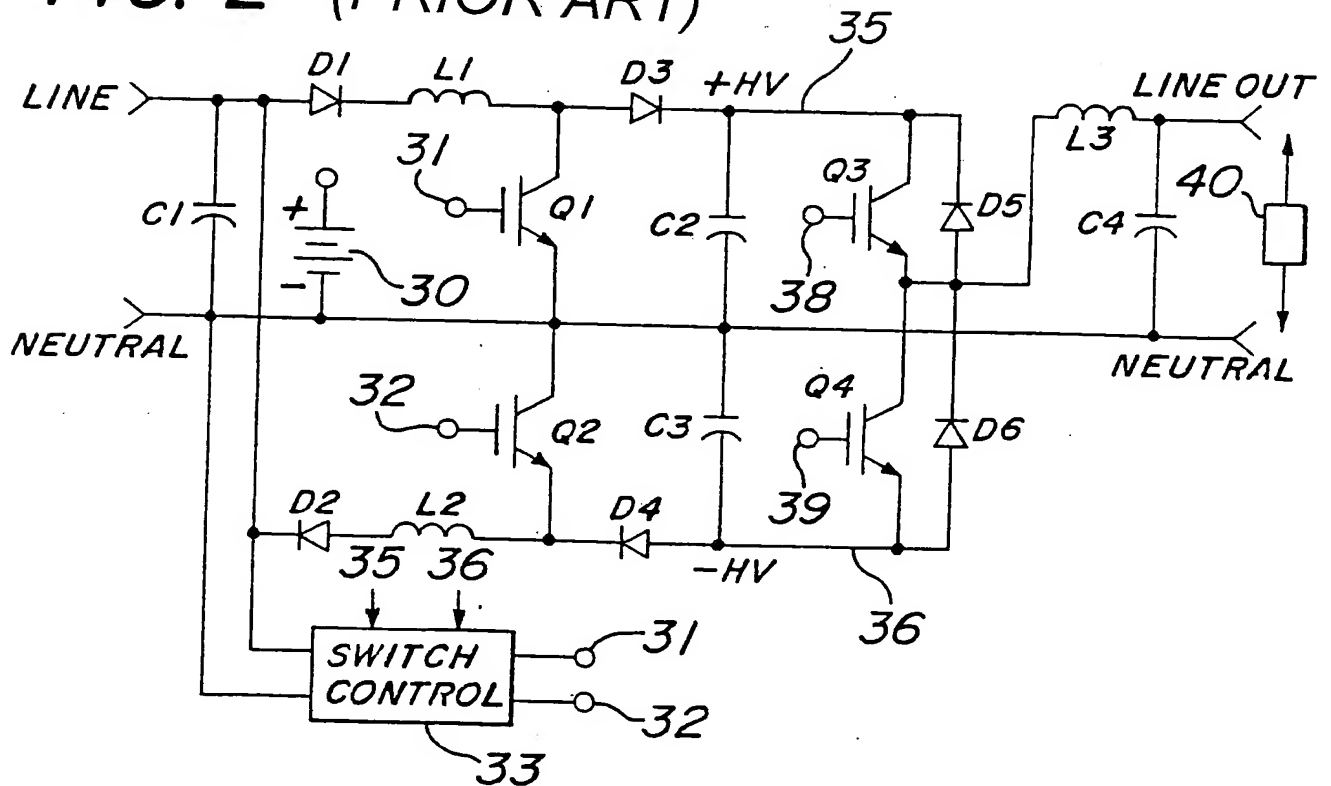 FIG. 2 (PRIOR ART)
35
D1 L1 D3 +HV
LINE LINE OUT
L3
31 Q3 40
C1 + Q1 C2 D5 C4
- 30 38
NEUTRAL NEUTRAL
32 Q4
Q2 C3 D6
39
D2 L2 D4
35 36 -HV
36
SWITCH 31
CONTROL
32
33